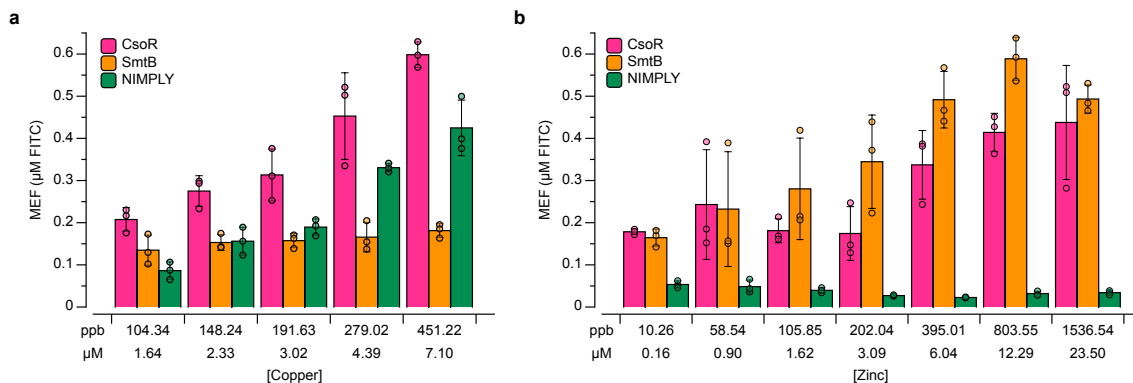 a
CsoR
SmtB
NIMPLY
MEF (µM FITC)
0.6
0.5
0.4
0.3
0.2
0.1
0
ppb 104.34 148.24 191.63 279.02 451.22
µM 1.64 2.33 3.02 4.39 7.10
[Copper]
b
CsoR
SmtB
NIMPLY
MEF (µM FITC)
0.6
0.5
0.4
0.3
0.2
0.1
0
ppb 10.26 58.54 105.85 202.04 395.01 803.55 1536.54
µM 0.16 0.90 1.62 3.09 6.04 12.29 23.50
[Zinc]